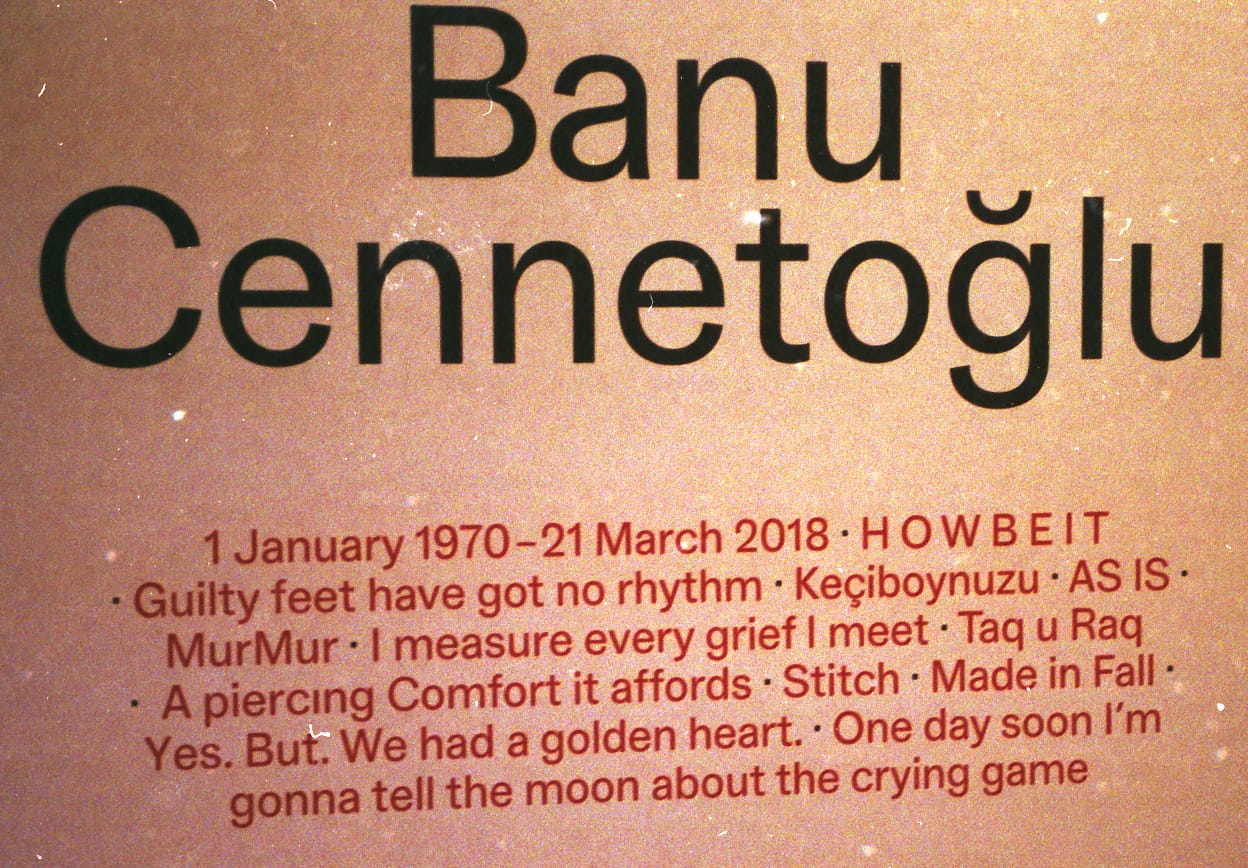 Banu
Cennetoğlu
1 January 1970–21 March 2018 · H O W B E I T
· Guilty feet have got no rhythm · Keçiboynuzu · AS IS ·
MurMur · I measure every grief I meet · Taq u Raq
· A piercıng Comfort it affords · Stitch · Made in Fall ·
Yes. But. We had a golden heart. · One day soon I’m
gonna tell the moon about the crying game